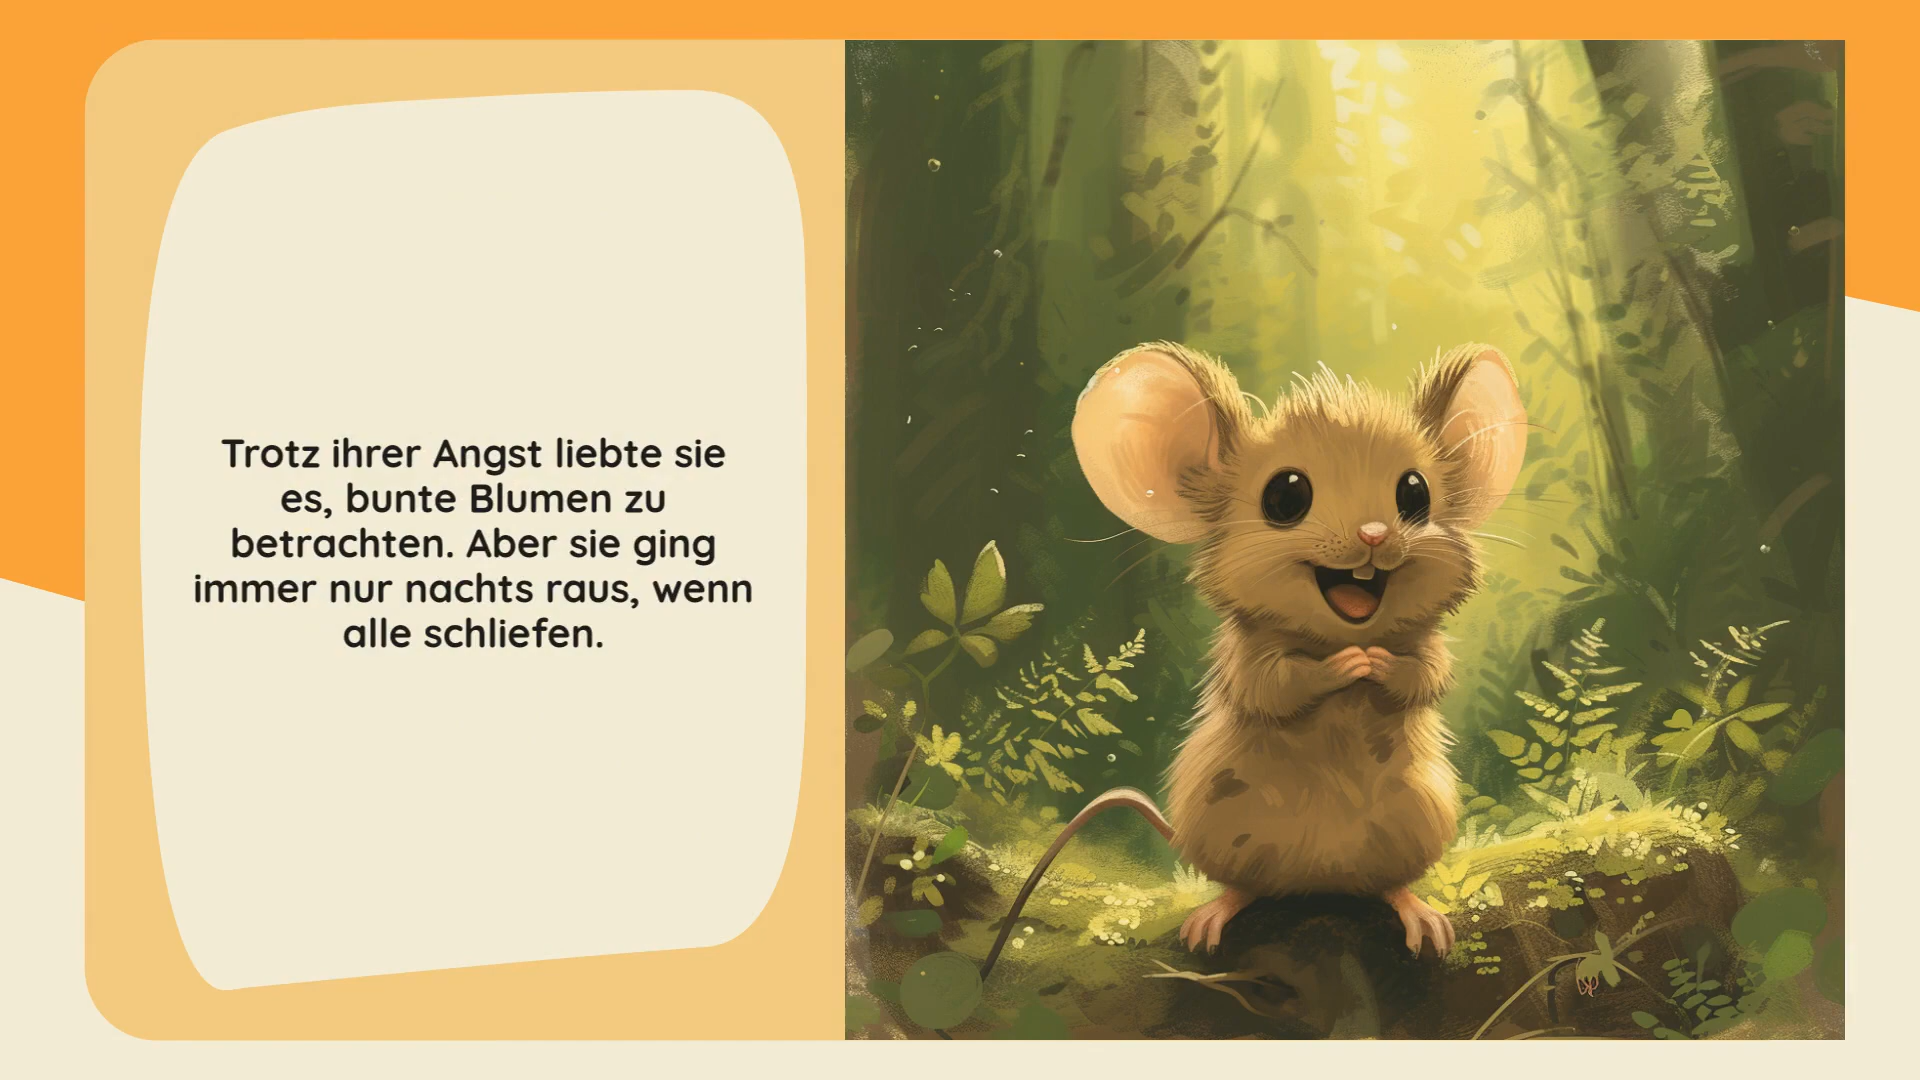 Trotz ihrer Angst liebte sie
es, bunte Blumen zu
betrachten. Aber sie ging
immer nur nachts raus, wenn
alle schliefen.